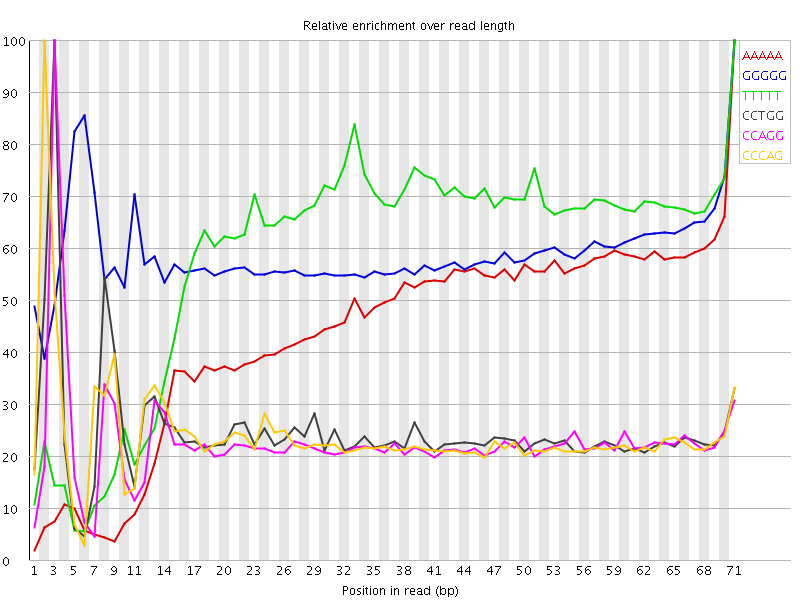 Relative enrichment over read length
100
90
80
70
60
50
40
30
20
10
0
AAAAA
GGGGG
TTTTT
CCTGG
CCAGG
CCCAG
1 3 5 7 9 11 14 17 20 23 26 29 32 35 38 41 44 47 50 53 56 59 62 65 68 71
Position in read (bp)